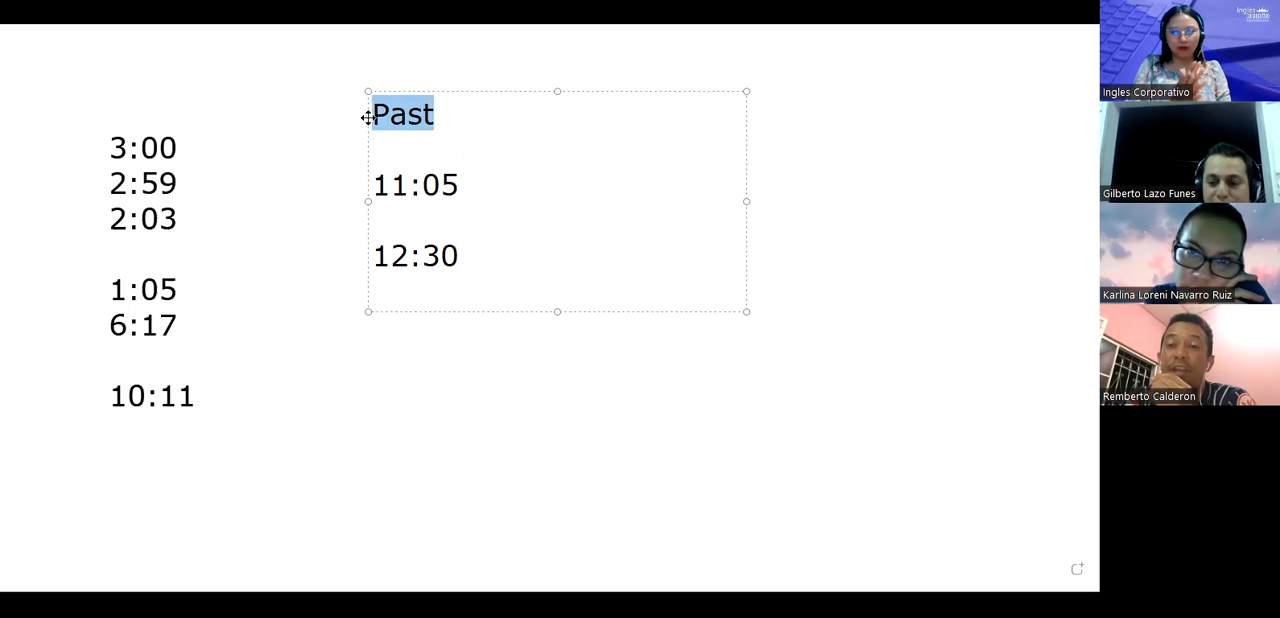 3:00
2:59
2:03
1:05
6:17
10:11
Past
11:05
12:30
Ingles Corporativo
Gilberto Lazo Funes
Karlina Loreni Navarro Ruiz
Remberto Calderon